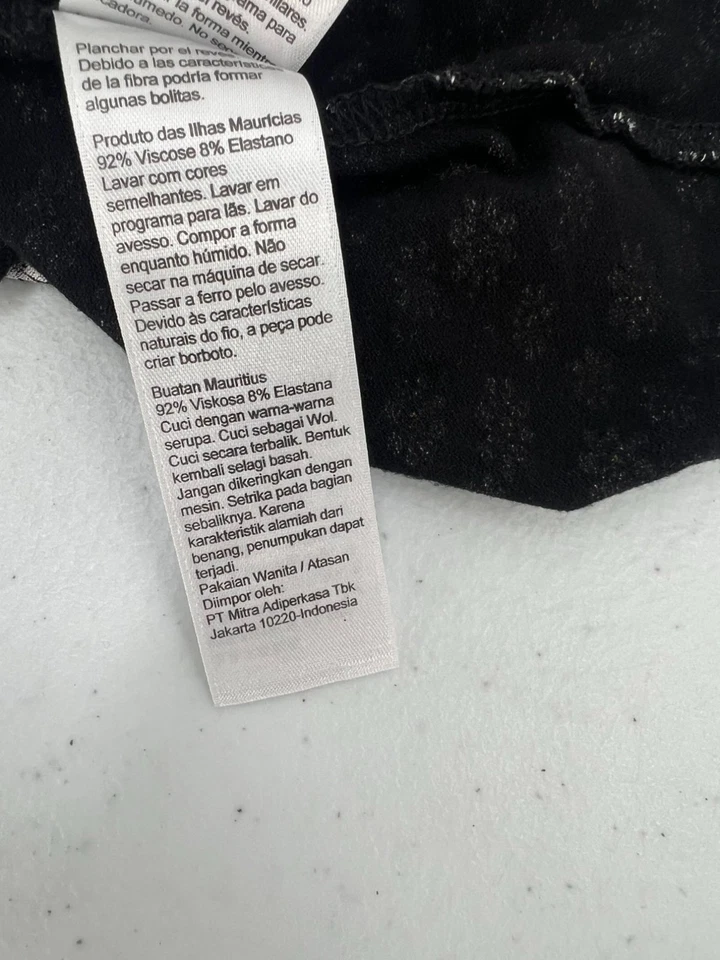 la forma mient
revés.
Planchar por el revés
Debido a las características
de la fibra podría formar
algunas bolitas.
Produto das Ilhas Maurícias
92% Viscose 8% Elastano
Lavar com cores
semelhantes. Lavar em
programa para lãs. Lavar do
avesso. Compor a forma
enquanto húmido. Não
secar na máquina de secar.
Passar a ferro pelo avesso.
Devido às características
naturais do fio, a peça pode
criar borboto.
Buatan Mauritius
92% Viskosa 8% Elastana
Cuci dengan warna-warna
serupa. Cuci sebagai Wol.
Cuci secara terbalik. Bentuk
kembali selagi basah.
Jangan dikeringkan dengan
mesin. Setrika pada bagian
sebaliknya. Karena
karakteristik alamiah dari
benang, penumpukan dapat
terjadi.
Pakaian Wanita / Atasan
Diimpor oleh:
PT Mitra Adiperkasa Tbk
Jakarta 10220-Indonesia